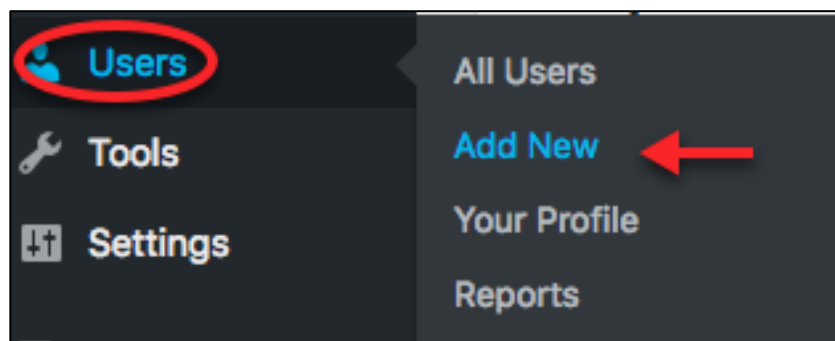 Users
Tools
Settings
All Users
Add New
Your Profile
Reports